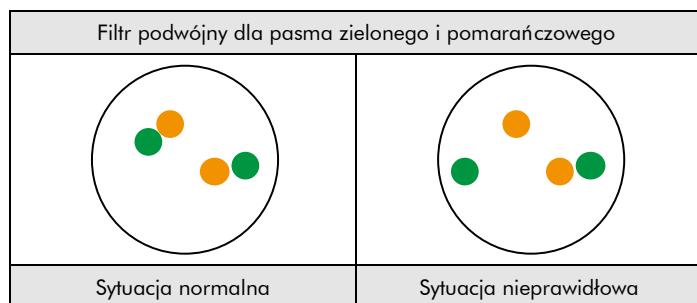 Filtr podwójny dla pasma zielonego i pomarańczowego
Sytuacja normalna
Sytuacja nieprawidłowa